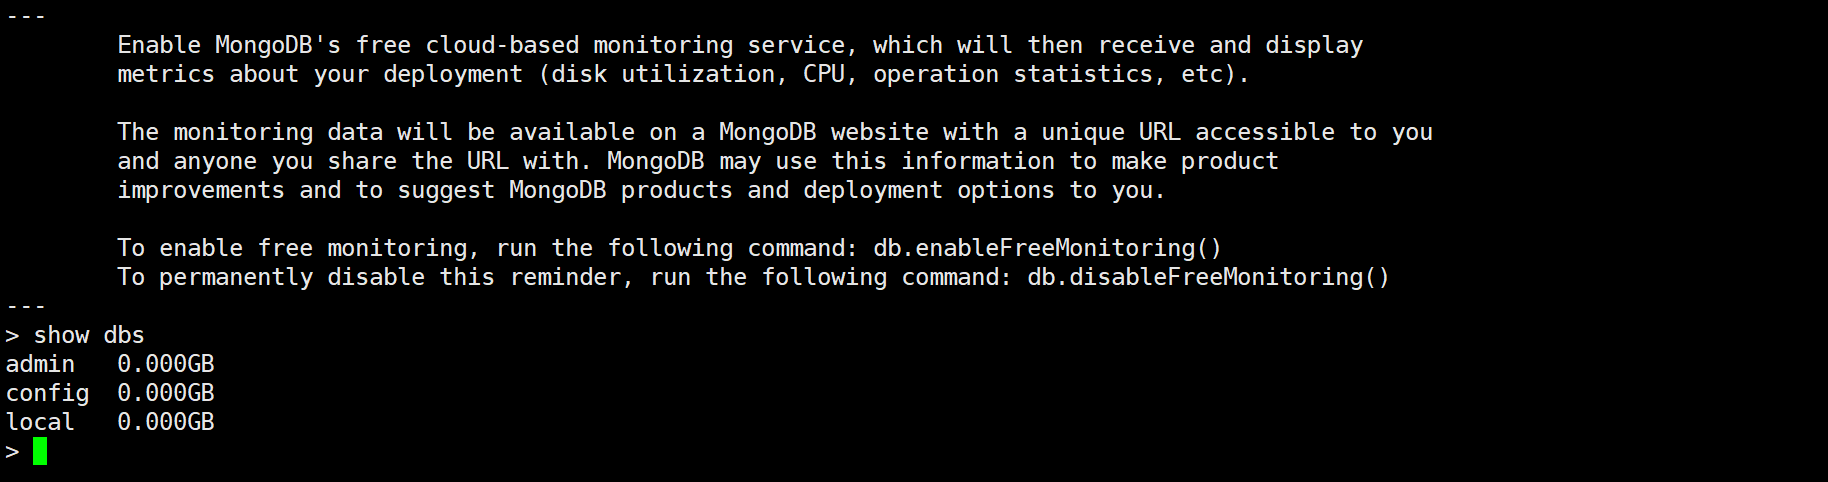 ---
Enable MongoDB's free cloud-based monitoring service, which will then receive and display
metrics about your deployment (disk utilization, CPU, operation statistics, etc).
The monitoring data will be available on a MongoDB website with a unique URL accessible to you
and anyone you share the URL with. MongoDB may use this information to make product
improvements and to suggest MongoDB products and deployment options to you.
To enable free monitoring, run the following command: db.enableFreeMonitoring()
To permanently disable this reminder, run the following command: db.disableFreeMonitoring()
---
> show dbs
admin   0.000GB
config  0.000GB
local   0.000GB
>